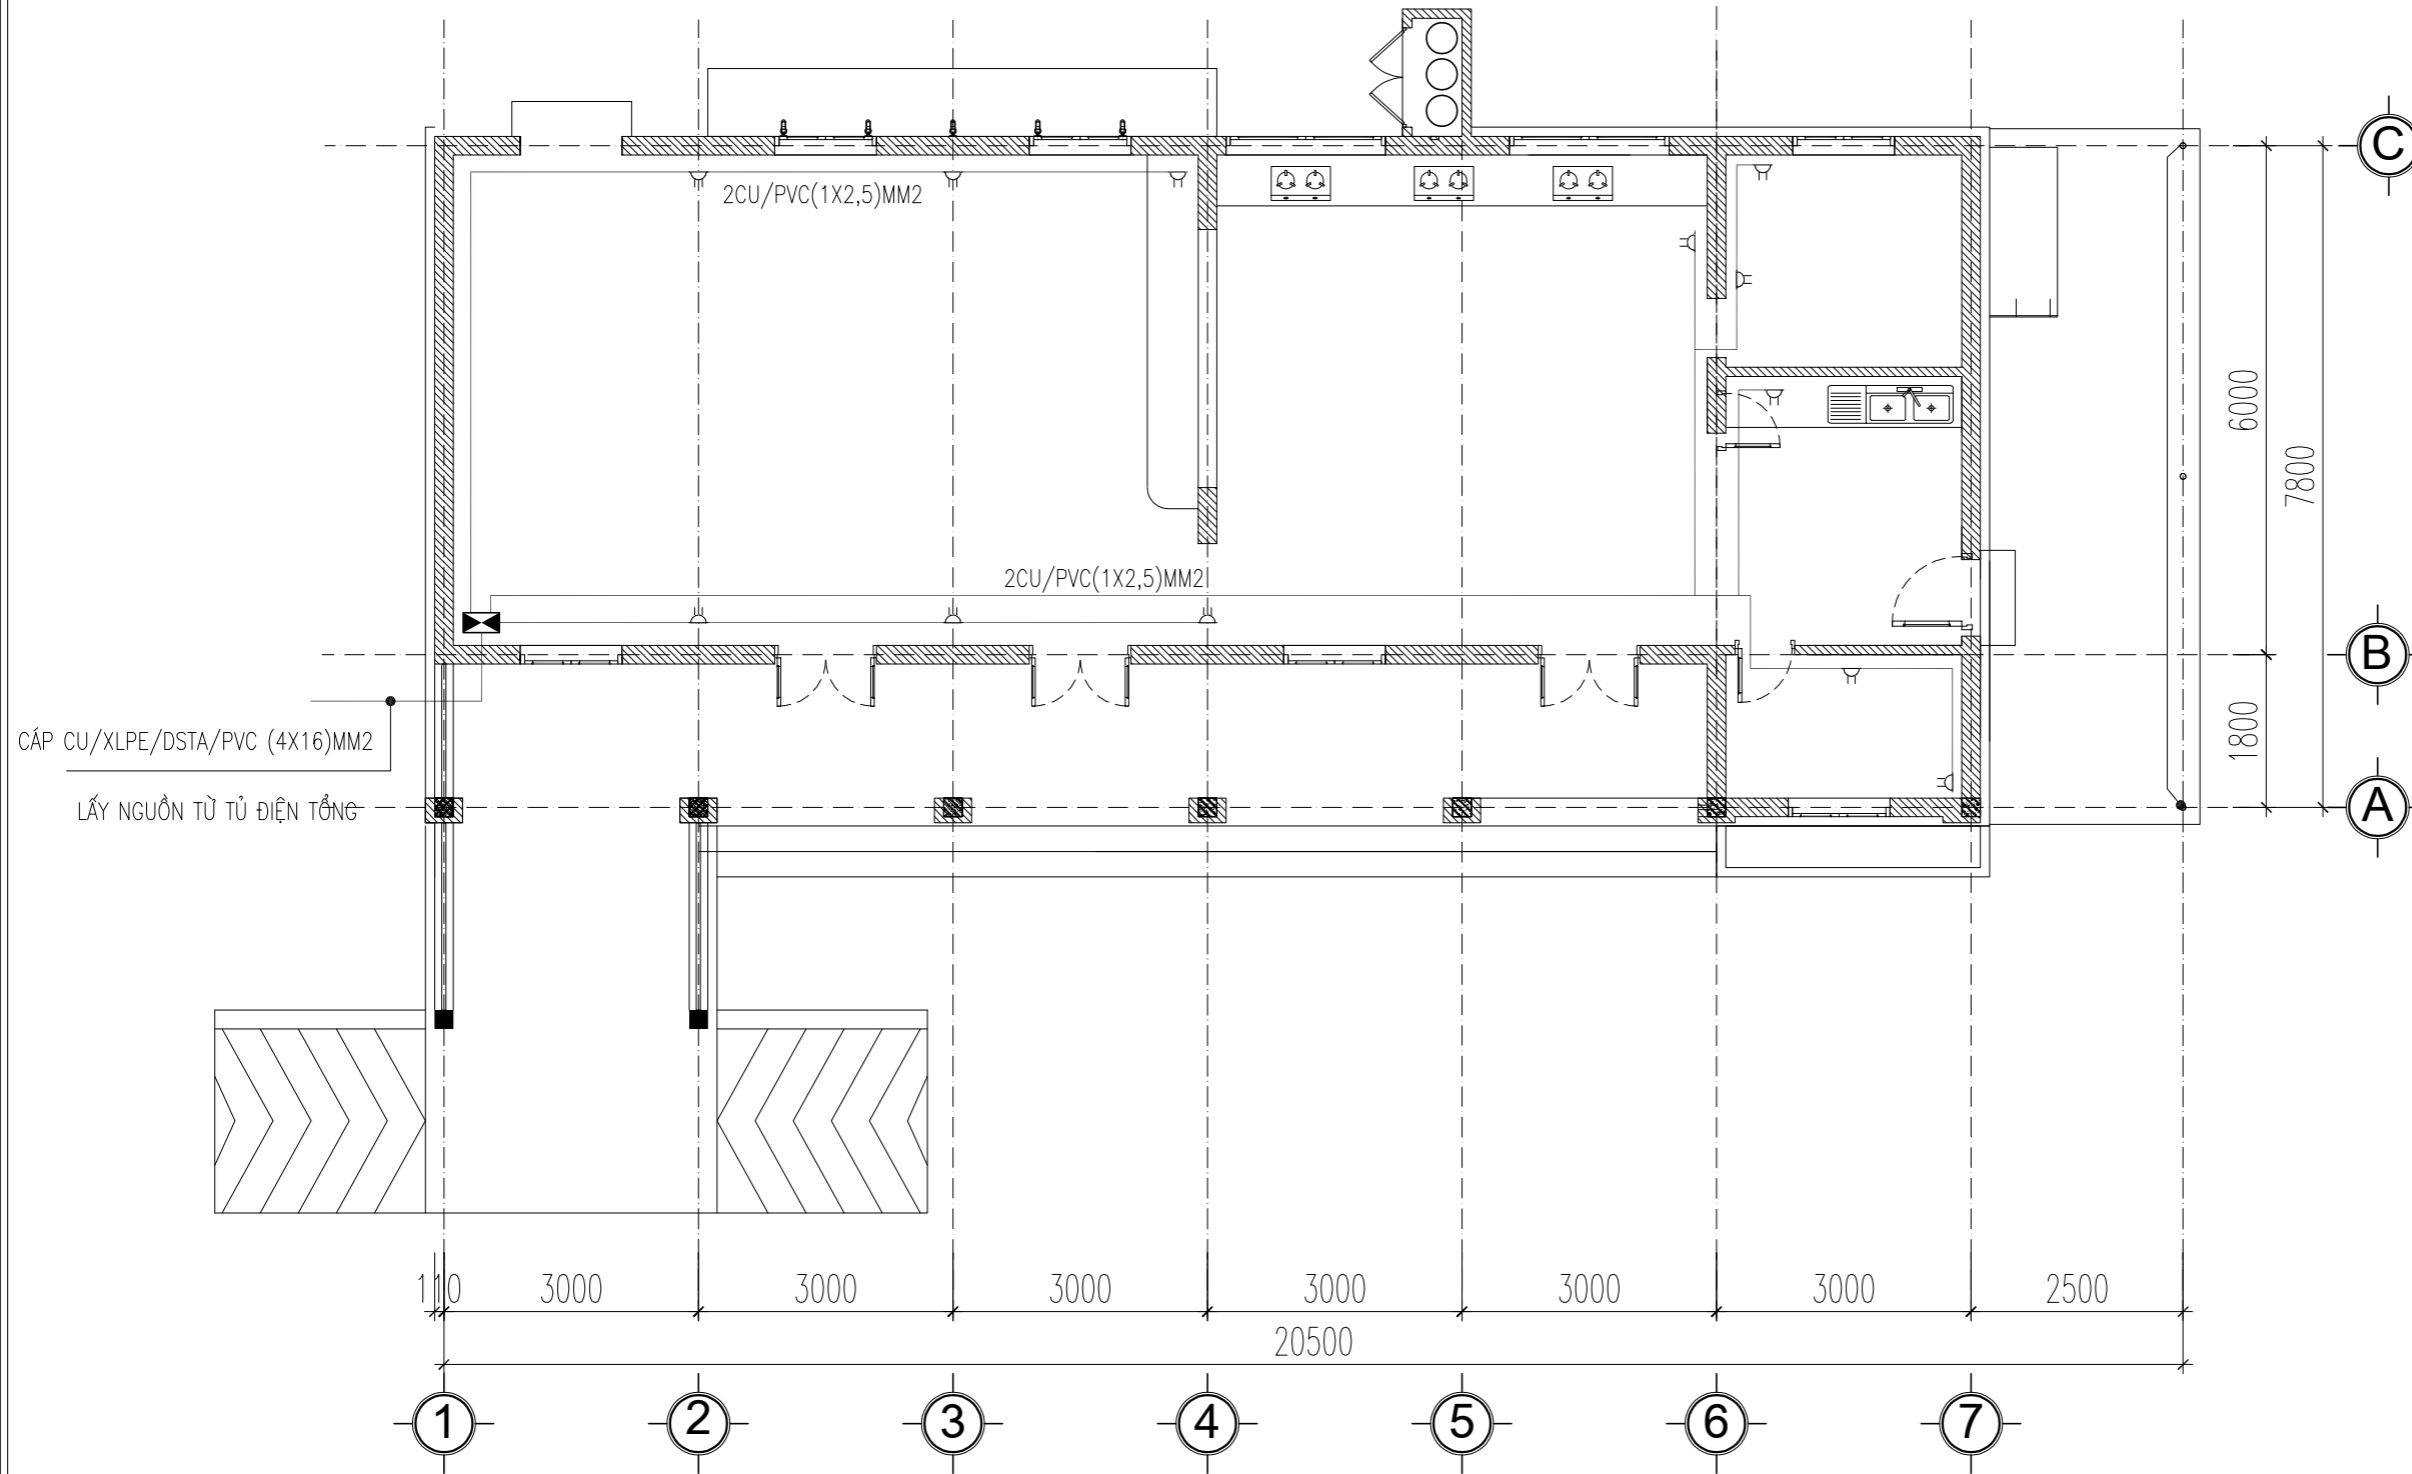 C
2CU/PVC(1X2,5)MM2
6000
7800
2CU/PVC(1X2,5)MM2
B
1800
CÁP CU/XLPE/DSTA/PVC (4X16)MM2
LẤY NGUỒN TỪ TỦ ĐIỆN TỔNG
A
110
3000
3000
3000
3000
3000
3000
2500
20500
1
2
3
4
5
6
7